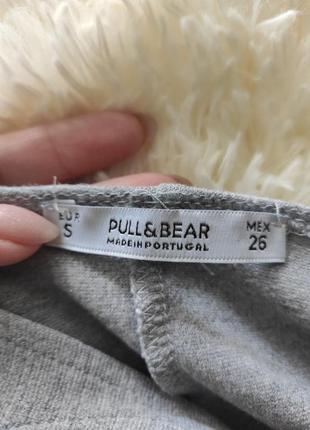 EUR
S
PULL&BEAR
MADE IN PORTUGAL
MEX
26